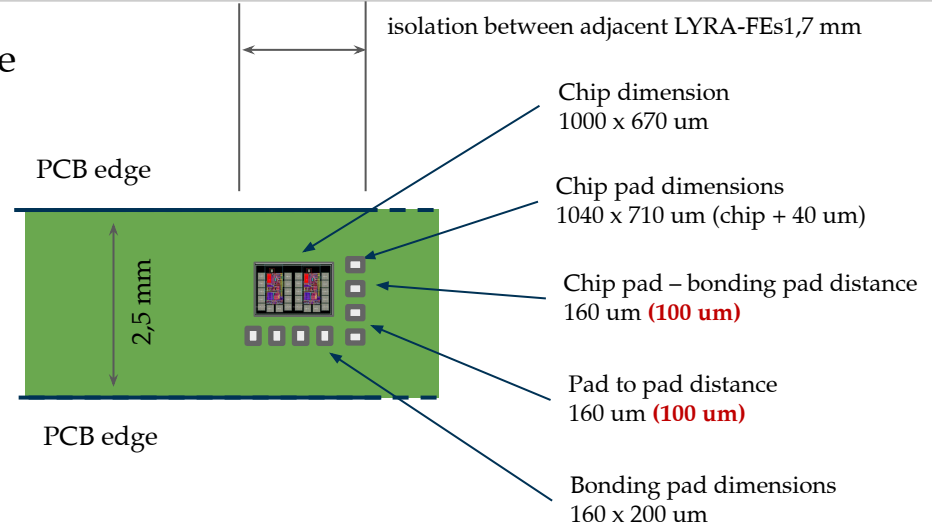 isolation between adjacent LYRA-FEs1,7 mm
e
Chip dimension
1000 x 670 um
PCB edge
Chip pad dimensions
1040 x 710 um (chip + 40 um)
2,5 mm
Chip pad – bonding pad distance
160 um (100 um)
Pad to pad distance
160 um (100 um)
PCB edge
Bonding pad dimensions
160 x 200 um